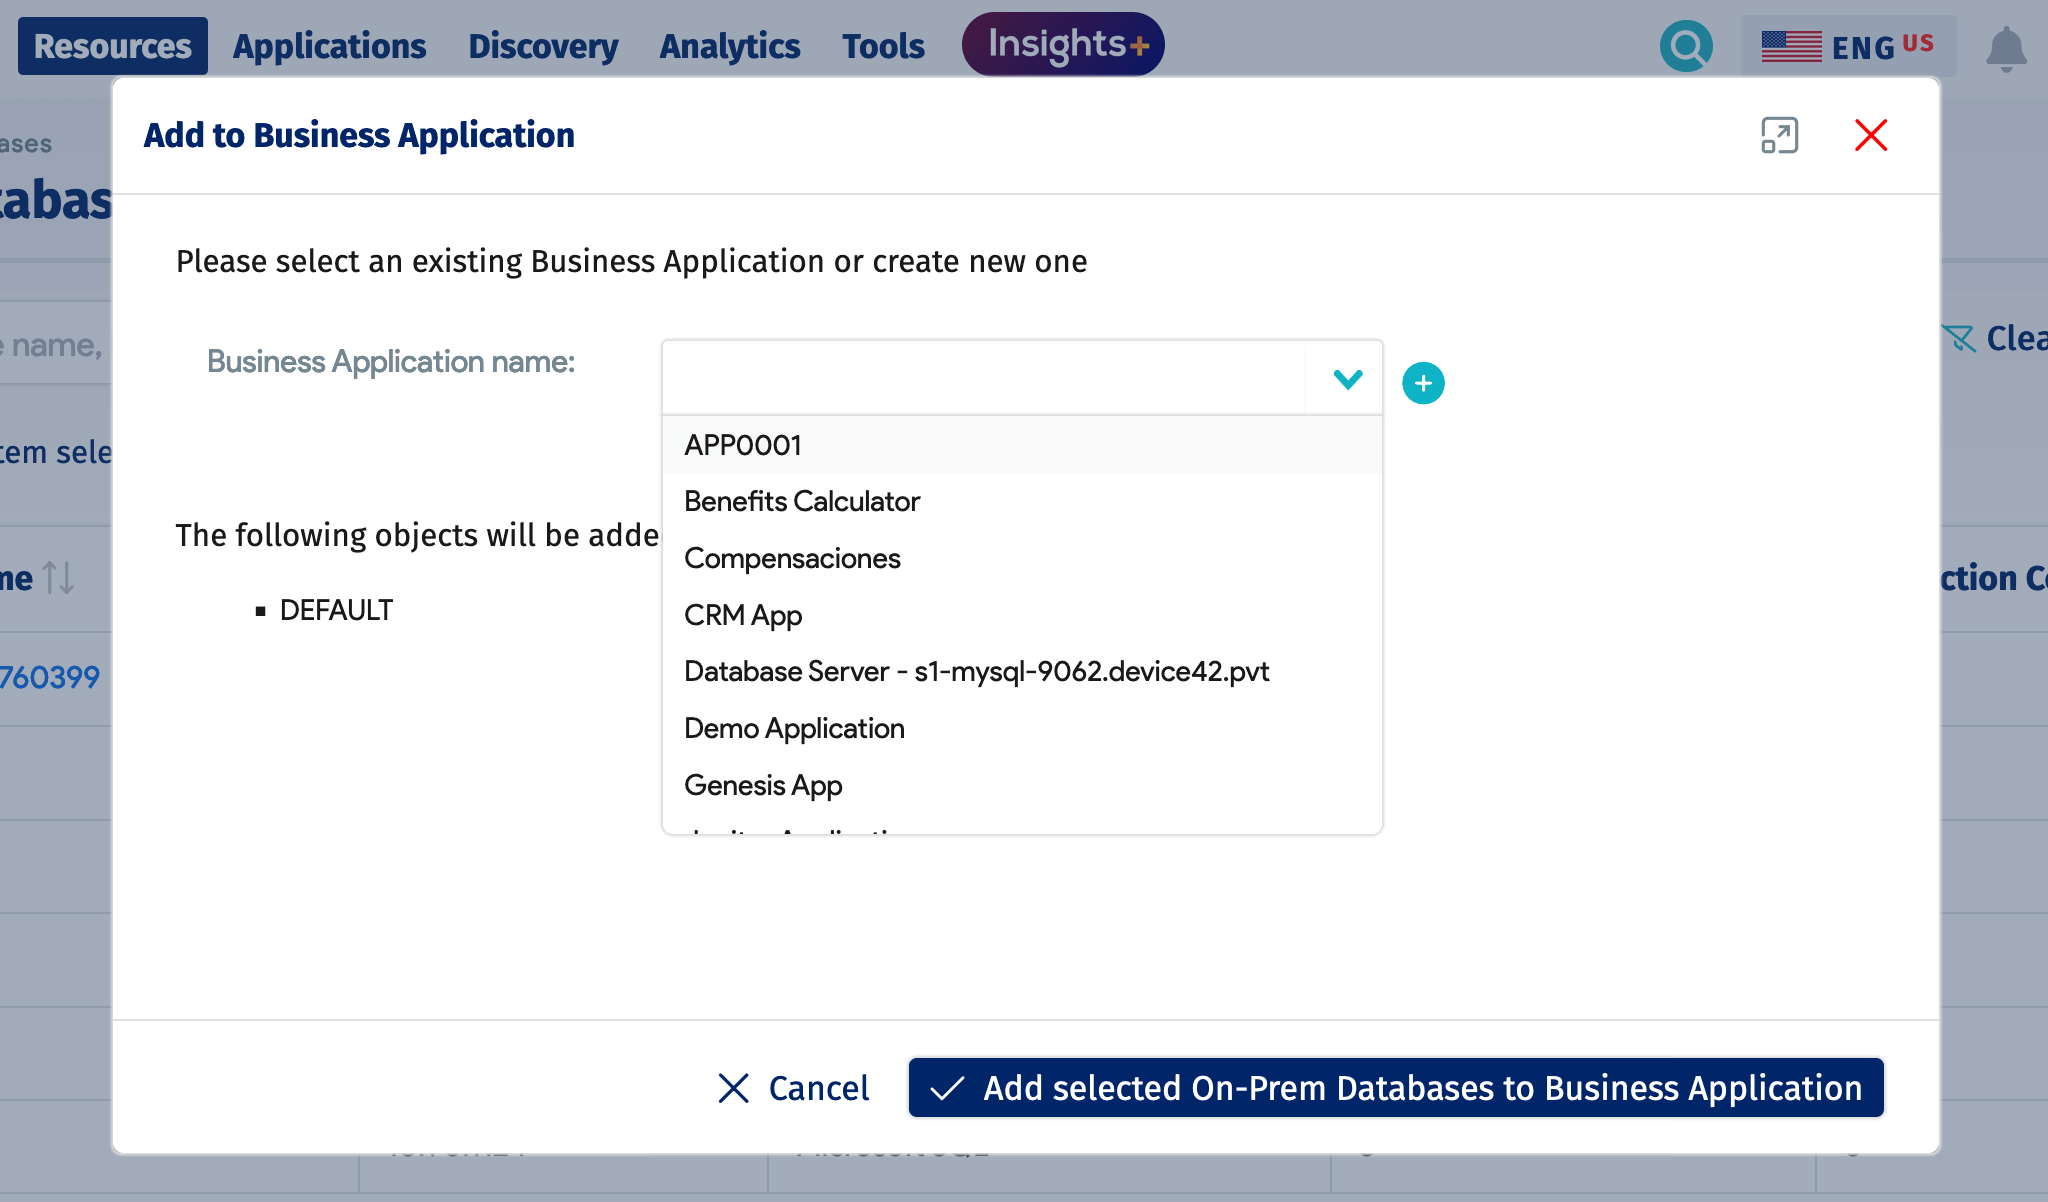 Resources Applications Discovery Analytics Tools Insights+ ENG US
ases
Add to Business Application
tabas
Please select an existing Business Application or create new one
name,
Clea
Business Application name:
APP0001
tem sele
Benefits Calculator
The following objects will be adde
Compensaciones
me
ction Co
DEFAULT
CRM App
760399
Database Server - s1-mysql-9062.device42.pvt
Demo Application
Genesis App
Cancel
Add selected On-Prem Databases to Business Application